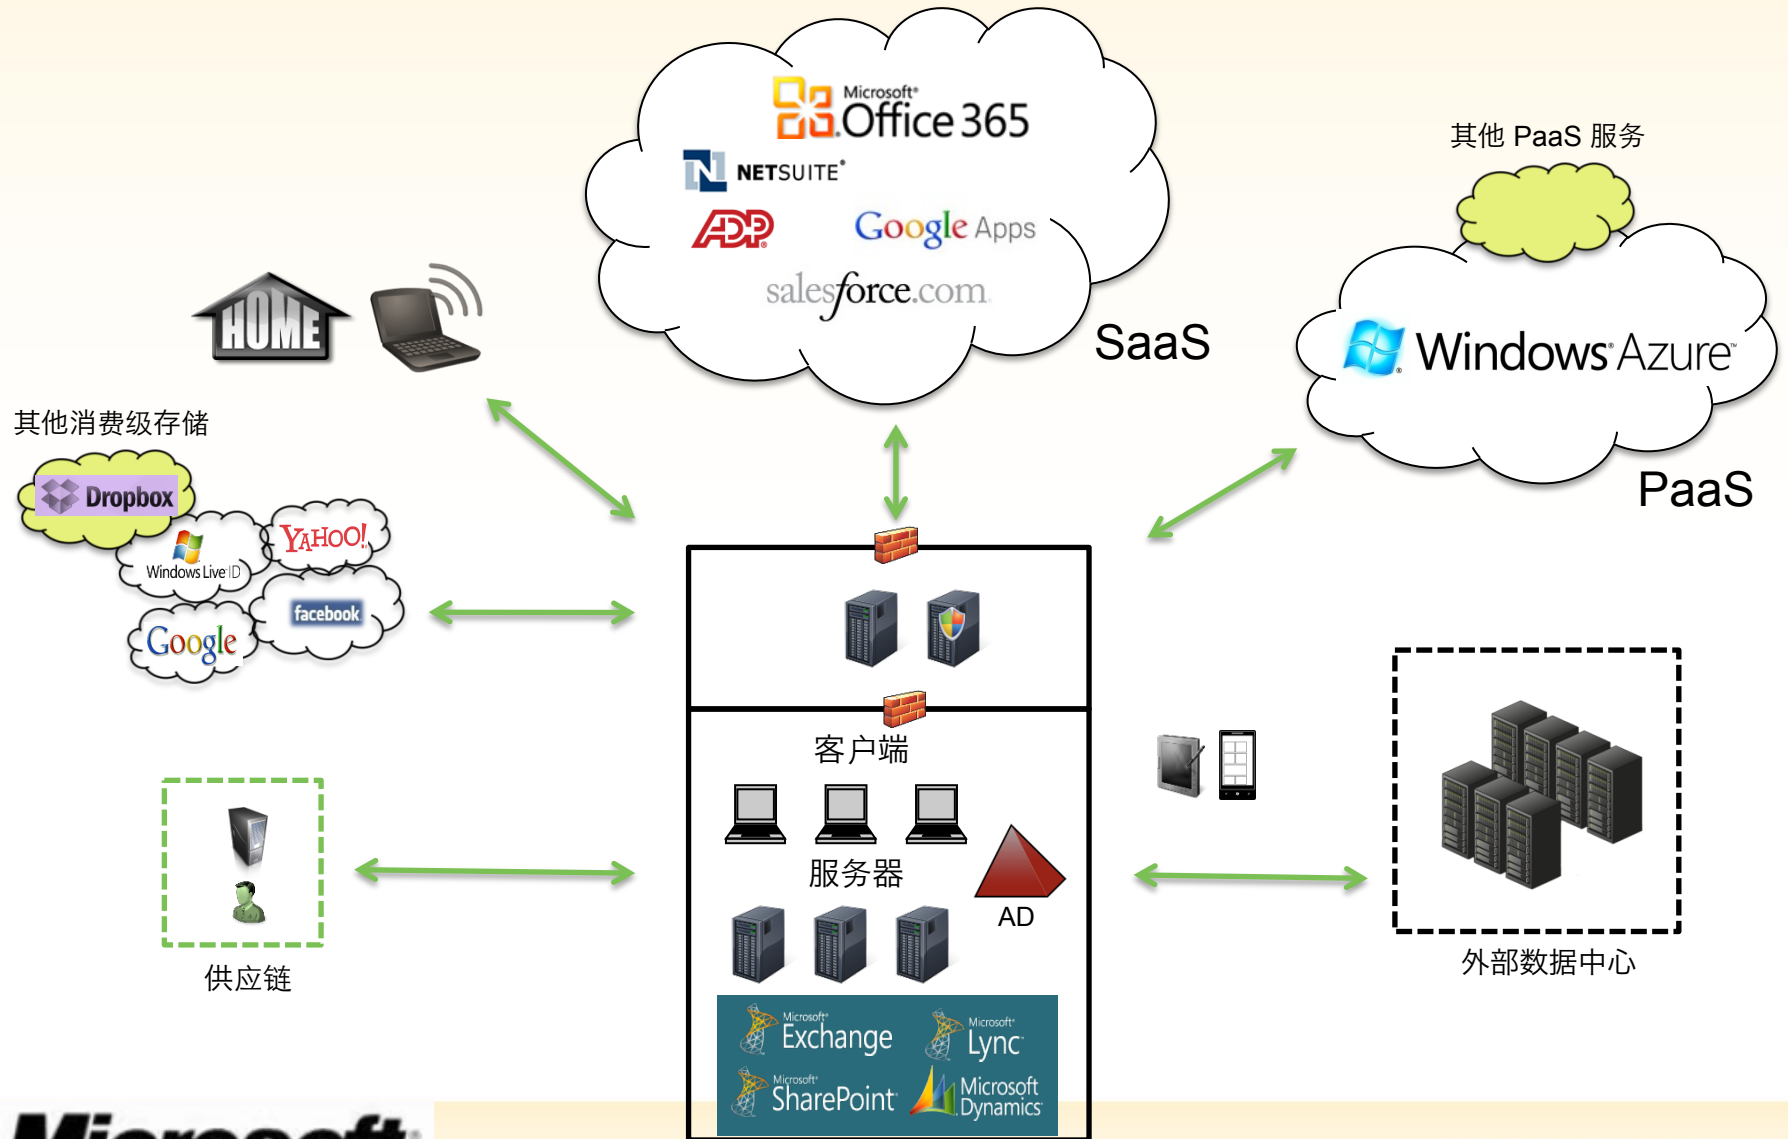 Microsoft®
Office 365
NETSUITE®
ADP®
Google Apps
salesforce.com
SaaS
其他 PaaS 服务
Windows® Azure™
PaaS
HOME
其他消费级存储
Dropbox
Windows Live ID
YAHOO!
facebook
Google
客户端
服务器
AD
供应链
外部数据中心
Microsoft®
Exchange
Microsoft®
Lync
Microsoft®
SharePoint
Microsoft
Dynamics
Microsoft